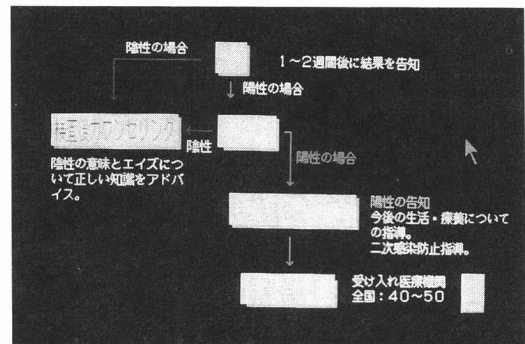 陰性の場合
1〜2週間後に結果を告知
陽性の場合
カウンセリング
陰性
陽性の場合
陰性の意味とエイズにつ
いて正しい知識をアドバ
イス。
陽性の告知
今後の生活・療養について
の指導。
二次感染防止指導。
受け入れ医療機関
全国：40〜50